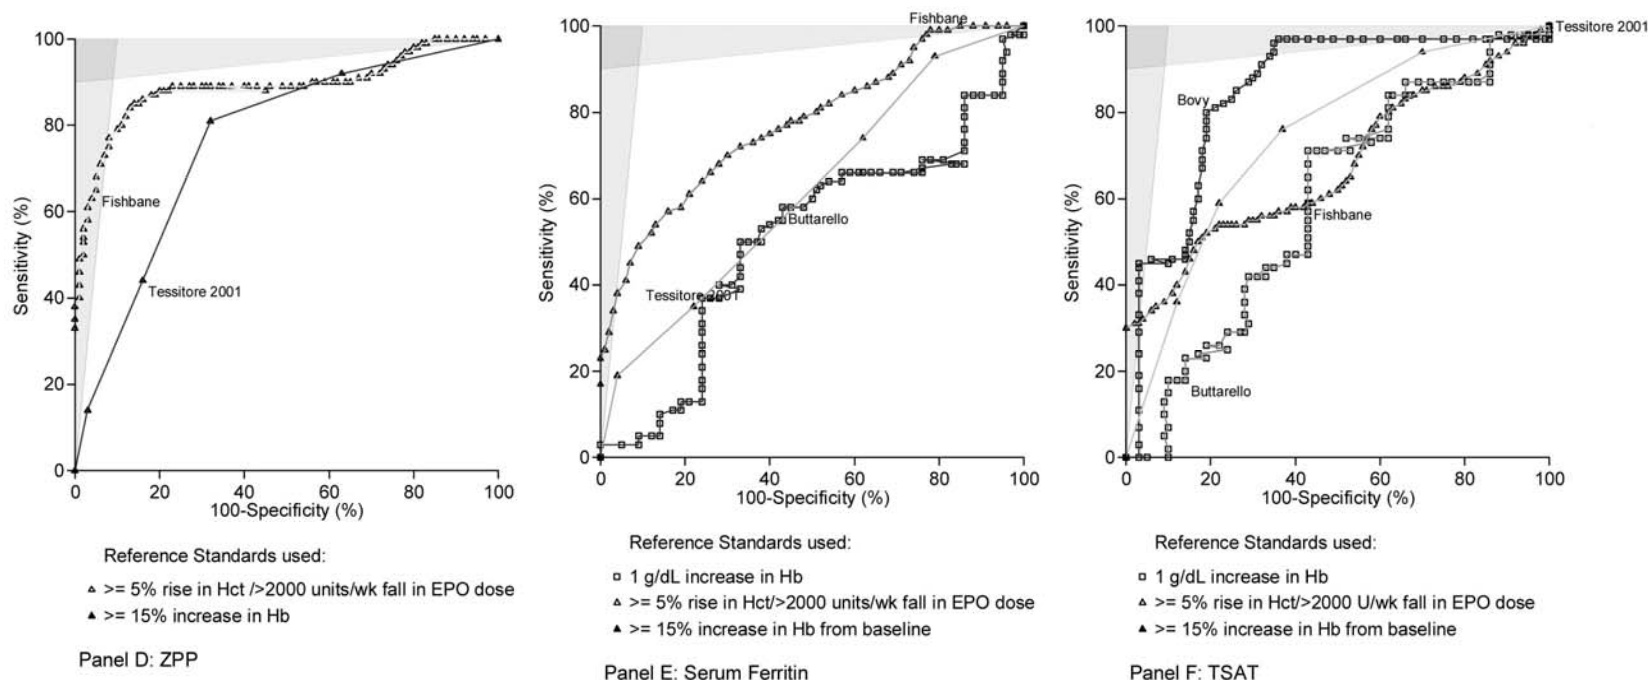 100
80
60
40
20
0
Sensitivity (%)
Fishbane
Tessitore 2001
0 20 40 60 80 100
100-Specificity (%)
Reference Standards used:
>= 5% rise in Hct />2000 units/wk fall in EPO dose
>= 15% increase in Hb
Panel D: ZPP
100
80
60
40
20
0
Sensitivity (%)
Fishbane
Buttarello
Tessitore 2001
0 20 40 60 80 100
100-Specificity (%)
Reference Standards used:
1 g/dL increase in Hb
>= 5% rise in Hct/>2000 units/wk fall in EPO dose
>= 15% increase in Hb from baseline
Panel E: Serum Ferritin
100
80
60
40
20
0
Sensitivity (%)
Tessitore 2001
Bovy
Fishbane
Buttarello
0 20 40 60 80 100
100-Specificity (%)
Reference Standards used:
1 g/dL increase in Hb
>= 5% rise in Hct/>2000 U/wk fall in EPO dose
>= 15% increase in Hb from baseline
Panel F: TSAT